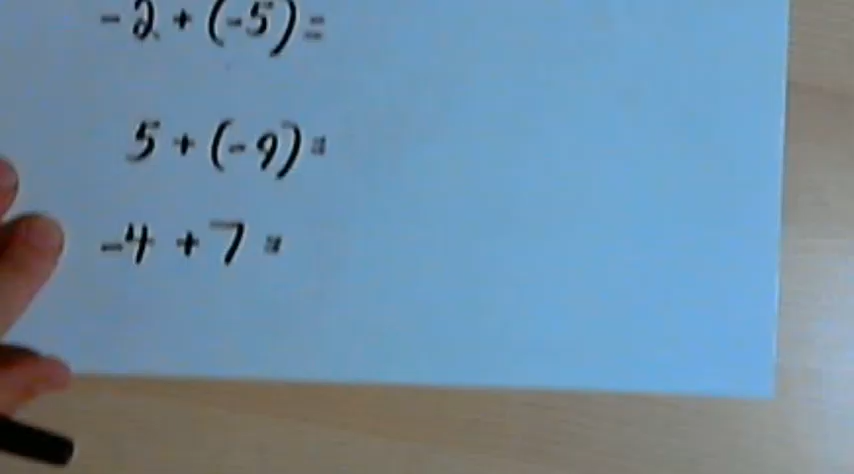 -2 + (-5) =
5 + (-9) =
-4 + 7 =